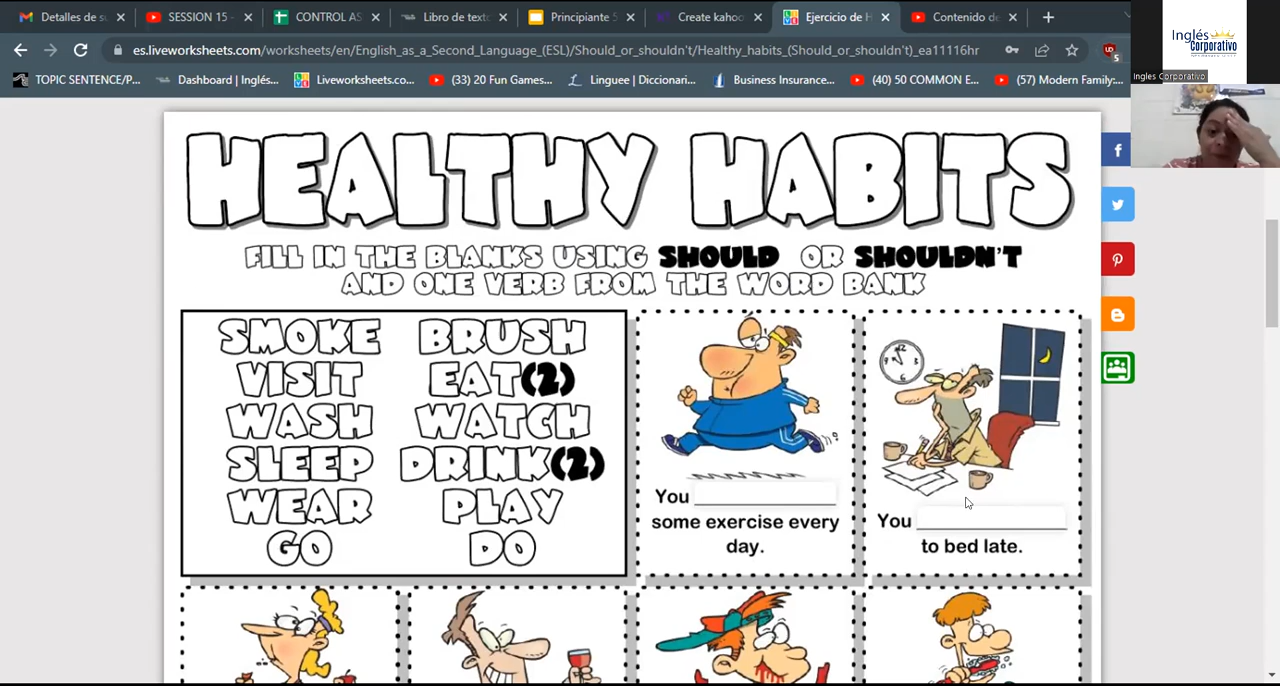 Detalles de su
SESSION 15 -
CONTROL AS
Libro de texto
Principiante 5
Create kahoo
Ejercicio de H
Contenido de
es.liveworksheets.com/worksheets/en/English_as_a_Second_Language_(ESL)/Should_or_shouldn't/Healthy_habits_(Should_or_shouldn't)_ea11116hr
5
TOPIC SENTENCE/P...
Dashboard | Inglés...
Liveworksheets.co...
(33) 20 Fun Games...
Linguee | Diccionari...
Business Insurance...
(40) 50 COMMON E...
(57) Modern Family:...
Inglés
Corporativo
Ingles Corporativo
HEALTHY HABITS
FILL IN THE BLANKS USING SHOULD OR SHOULDN'T
AND ONE VERB FROM THE WORD BANK
SMOKE BRUSH
VISIT EAT(2)
WASH WATCH
SLEEP DRINK(2)
WEAR PLAY
GO DO
You
some exercise every
day.
You
to bed late.